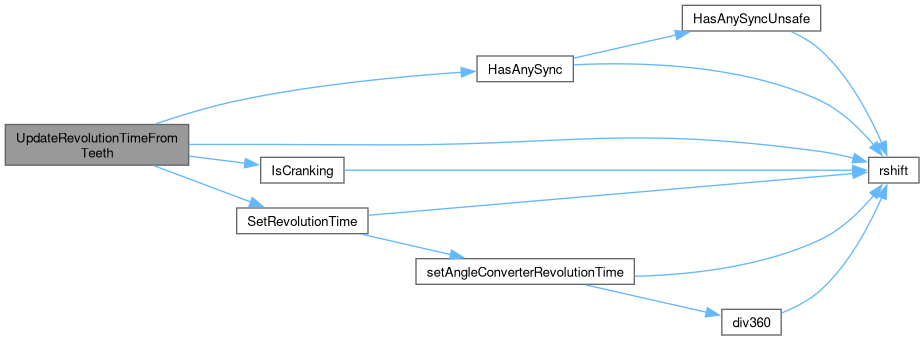 HasAnySyncUnsafe
HasAnySync
UpdateRevolutionTimeFrom
Teeth
IsCranking
rshift
SetRevolutionTime
setAngleConverterRevolutionTime
div360